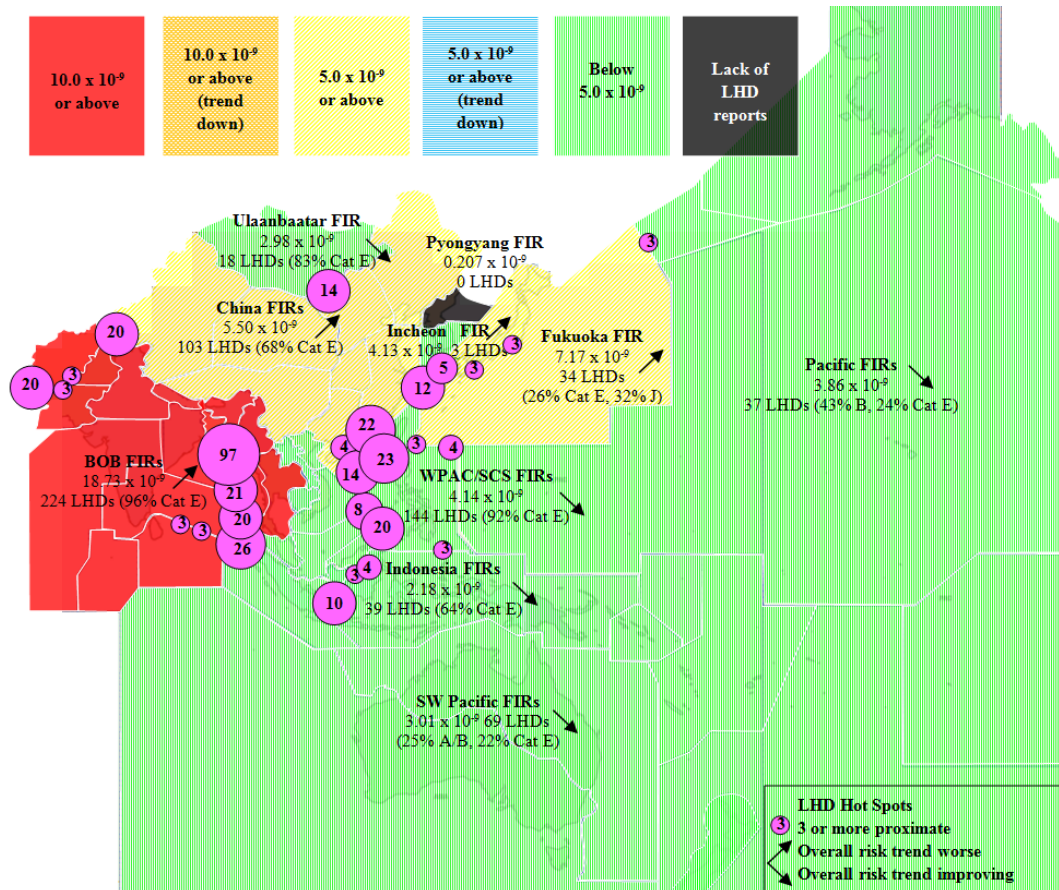 10.0 x 10⁻⁹
or above
10.0 x 10⁻⁹
or above
(trend
down)
5.0 x 10⁻⁹
or above
5.0 x 10⁻⁹
or above
(trend
down)
Below
5.0 x 10⁻⁹
Lack of
LHD
reports
Ulaanbaatar FIR
2.98 x 10⁻⁹
18 LHDs (83% Cat E)
Pyongyang FIR
0.207 x 10⁻⁹
0 LHDs
3
14
China FIRs
5.50 x 10⁻⁹
103 LHDs (68% Cat E)
Incheon FIR
4.13 x 10⁻⁹ 3 LHDs
3
Fukuoka FIR
7.17 x 10⁻⁹
34 LHDs
(26% Cat E, 32% J)
20
20
3
3
5
3
12
Pacific FIRs
3.86 x 10⁻⁹
37 LHDs (43% B, 24% Cat E)
22
4
23
3
4
14
97
BOB FIRs
18.73 x 10⁻⁹
224 LHDs (96% Cat E)
21
20
3
3
26
WPAC/SCS FIRs
4.14 x 10⁻⁹
144 LHDs (92% Cat E)
8
20
3
4
3
10
Indonesia FIRs
2.18 x 10⁻⁹
39 LHDs (64% Cat E)
SW Pacific FIRs
3.01 x 10⁻⁹ 69 LHDs
(25% A/B, 22% Cat E)
LHD Hot Spots
3 3 or more proximate
Overall risk trend worse
Overall risk trend improving